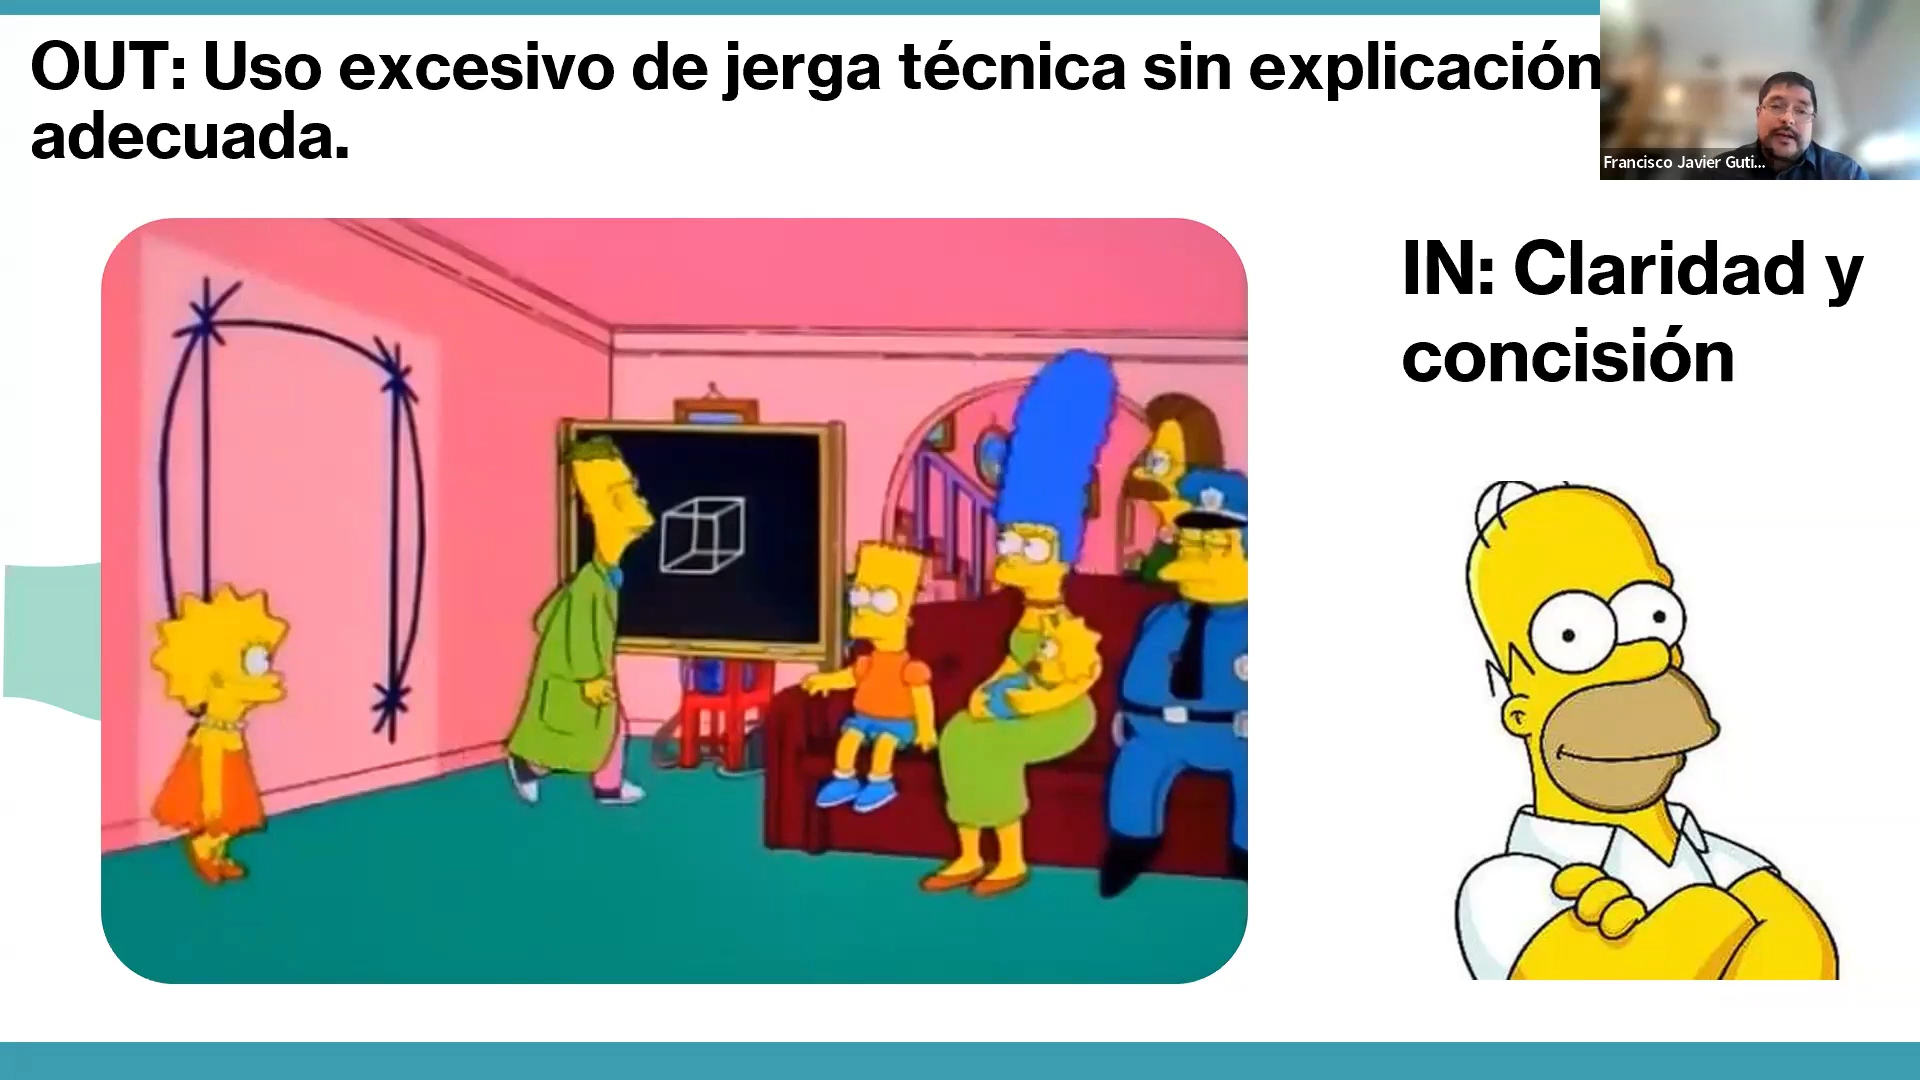 OUT: Uso excesivo de jerga técnica sin explicación
adecuada.
Francisco Javier Guti...
IN: Claridad y
concisión